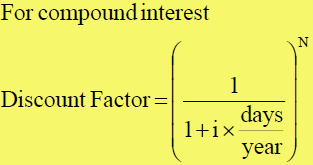 For compound interest
Discount Factor = ( 1 / ( 1 + i × days / year ) )^N